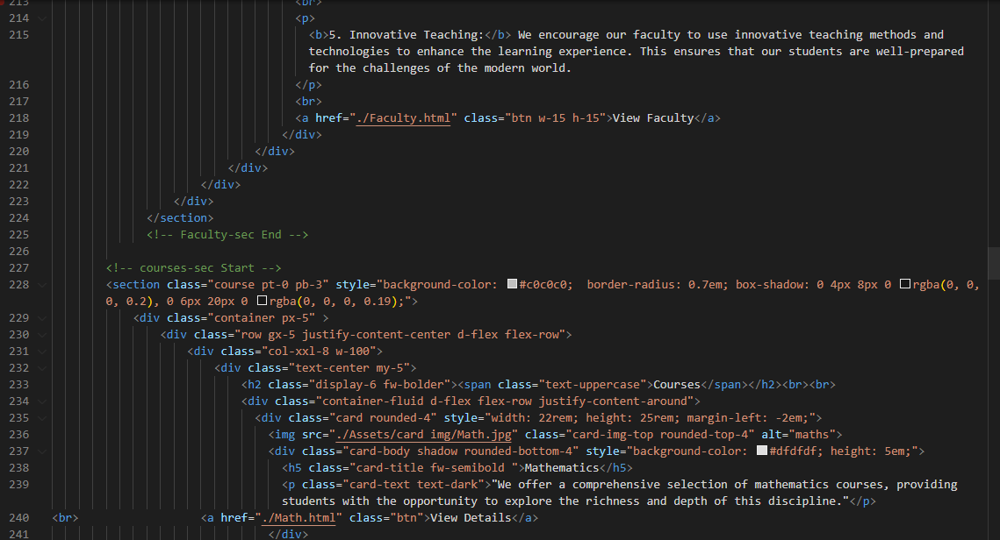 213 <br>
214 <p>
215 <b>5. Innovative Teaching:</b> We encourage our faculty to use innovative teaching methods and
technologies to enhance the learning experience. This ensures that our students are well-prepared
for the challenges of the modern world.
216 </p>
217 <br>
218 <a href="./Faculty.html" class="btn w-15 h-15">View Faculty</a>
219 </div>
220 </div>
221 </div>
222 </div>
223 </div>
224 </section>
225 <!-- Faculty-sec End -->
226
227 <!-- courses-sec Start -->
228 <section class="course pt-0 pb-3" style="background-color: #c0c0c0;  border-radius: 0.7em; box-shadow: 0 4px 8px 0 rgba(0, 0,
0, 0.2), 0 6px 20px 0 rgba(0, 0, 0, 0.19);">
229 <div class="container px-5" >
230 <div class="row gx-5 justify-content-center d-flex flex-row">
231 <div class="col-xxl-8 w-100">
232 <div class="text-center my-5">
233 <h2 class="display-6 fw-bolder"><span class="text-uppercase">Courses</span></h2><br><br>
234 <div class="container-fluid d-flex flex-row justify-content-around">
235 <div class="card rounded-4" style="width: 22rem; height: 25rem; margin-left: -2em;">
236 <img src="./Assets/card img/Math.jpg" class="card-img-top rounded-top-4" alt="maths">
237 <div class="card-body shadow rounded-bottom-4" style="background-color: #dfdfdf; height: 5em;">
238 <h5 class="card-title fw-semibold ">Mathematics</h5>
239 <p class="card-text text-dark">"We offer a comprehensive selection of mathematics courses, providing
students with the opportunity to explore the richness and depth of this discipline."</p>
240 <br> <a href="./Math.html" class="btn">View Details</a>
241 </div>